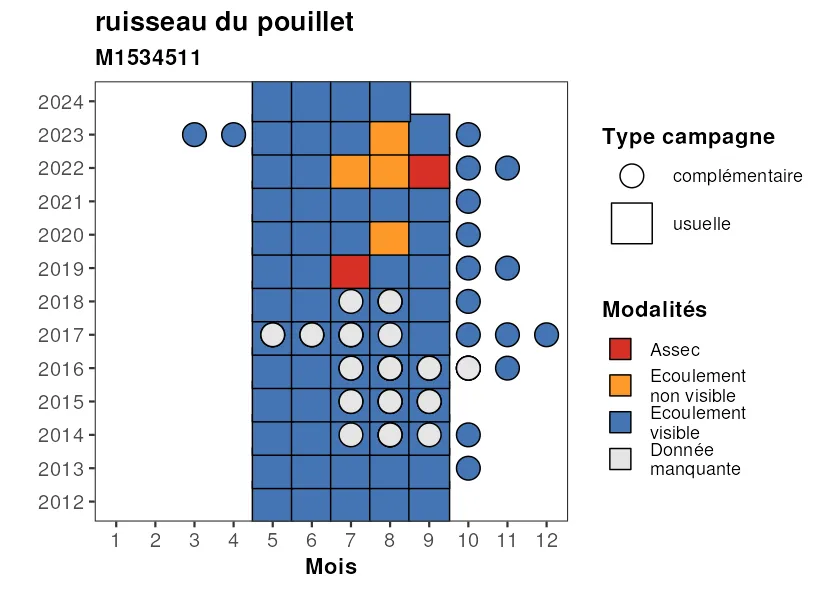 ruisseau du pouillet
M1534511
2024
2023
2022
2021
2020
2019
2018
2017
2016
2015
2014
2013
2012
1 2 3 4 5 6 7 8 9 10 11 12
Mois
Type campagne
complémentaire
usuelle
Modalités
Assec
Ecoulement
non visible
Ecoulement
visible
Donnée
manquante